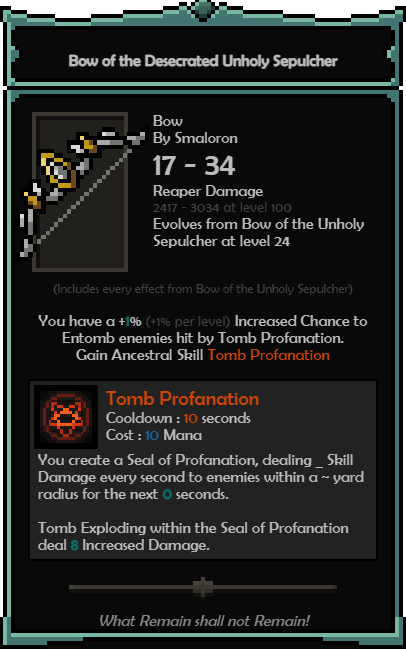 Bow of the Desecrated Unholy Sepulcher
Bow
By Smaloron
17 - 34
Reaper Damage
2417 - 3034 at level 100
Evolves from Bow of the Unholy
Sepulcher at level 24
(Includes every effect from Bow of the Unholy Sepulcher)
You have a +1% (+1% per level) Increased Chance to
Entomb enemies hit by Tomb Profanation.
Gain Ancestral Skill Tomb Profanation
Tomb Profanation
Cooldown : 10 seconds
Cost : 10 Mana
You create a Seal of Profanation, dealing _ Skill
Damage every second to enemies within a ~ yard
radius for the next 0 seconds.
Tomb Exploding within the Seal of Profanation
deal 8 Increased Damage.
What Remain shall not Remain!